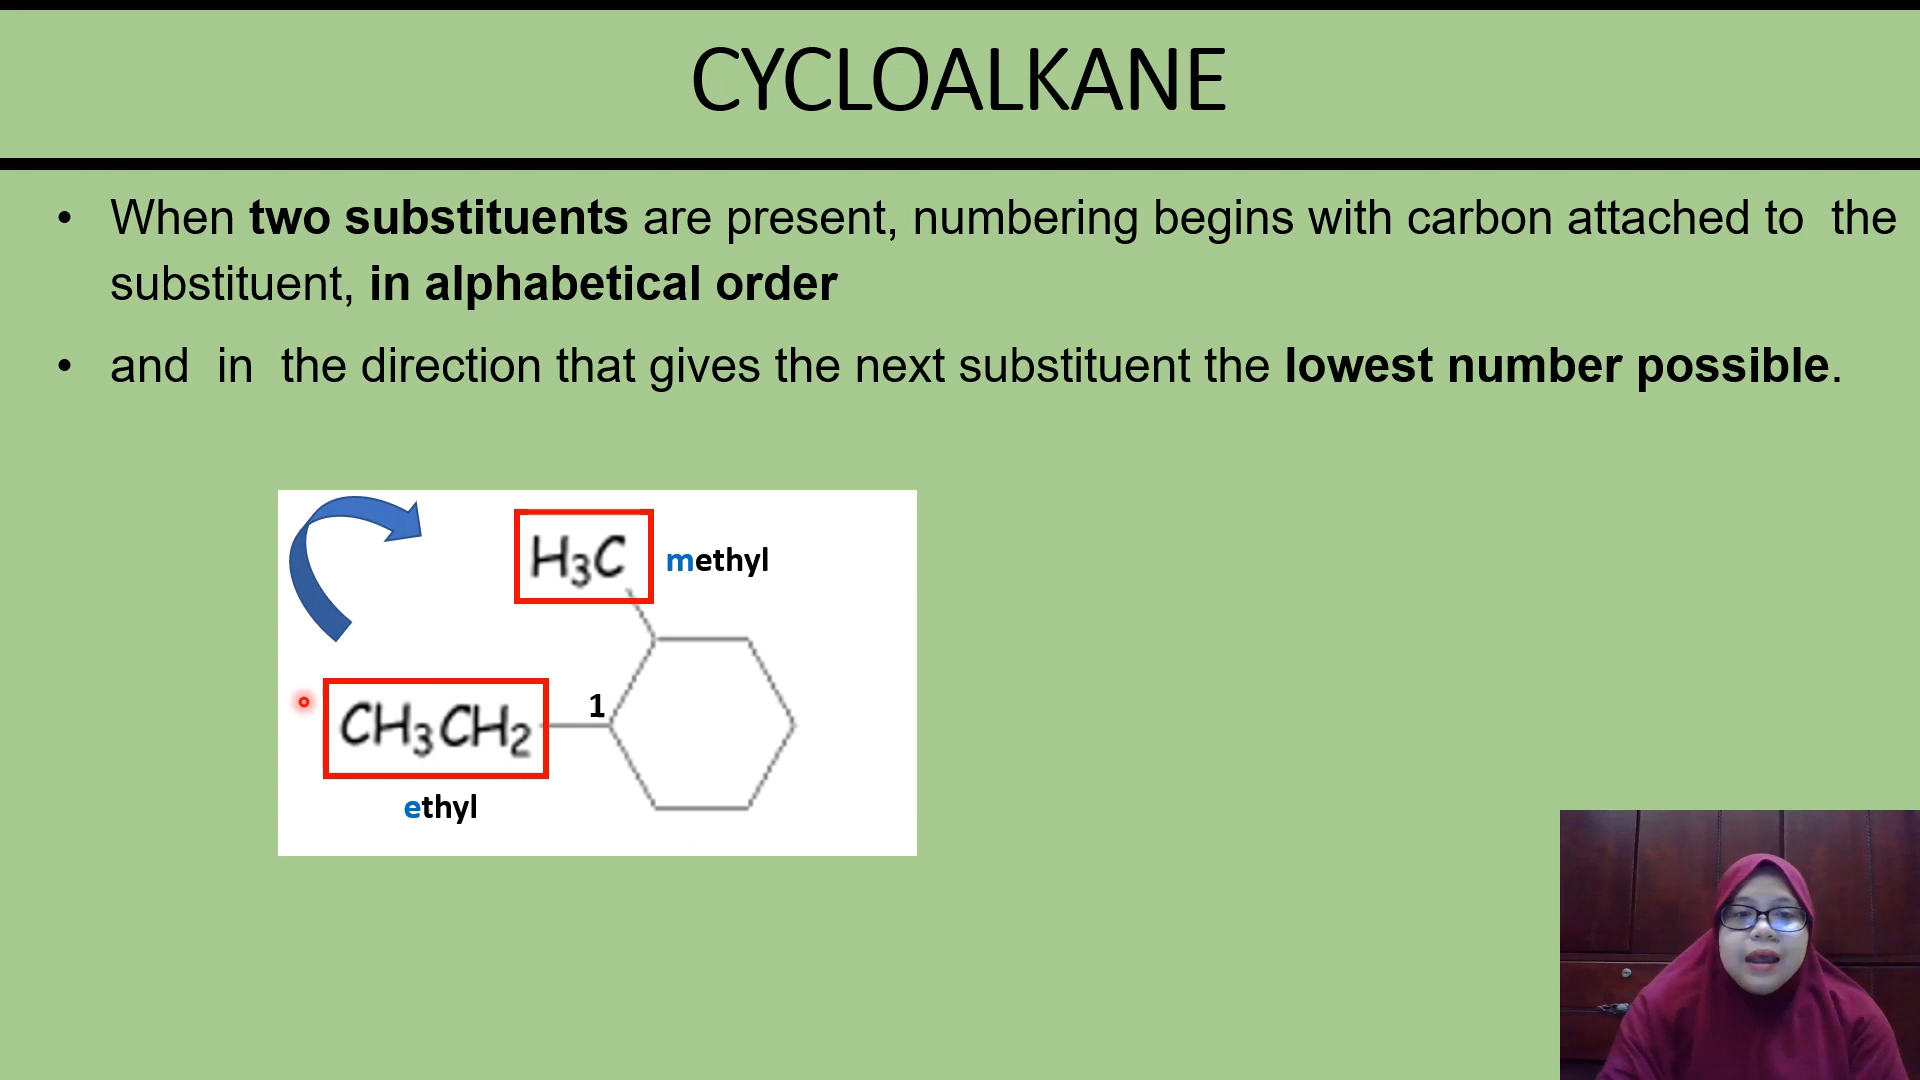 CYCLOALKANE
• When two substituents are present, numbering begins with carbon attached to the
substituent, in alphabetical order
• and in the direction that gives the next substituent the lowest number possible.
H₃C methyl
1
CH₃CH₂
ethyl